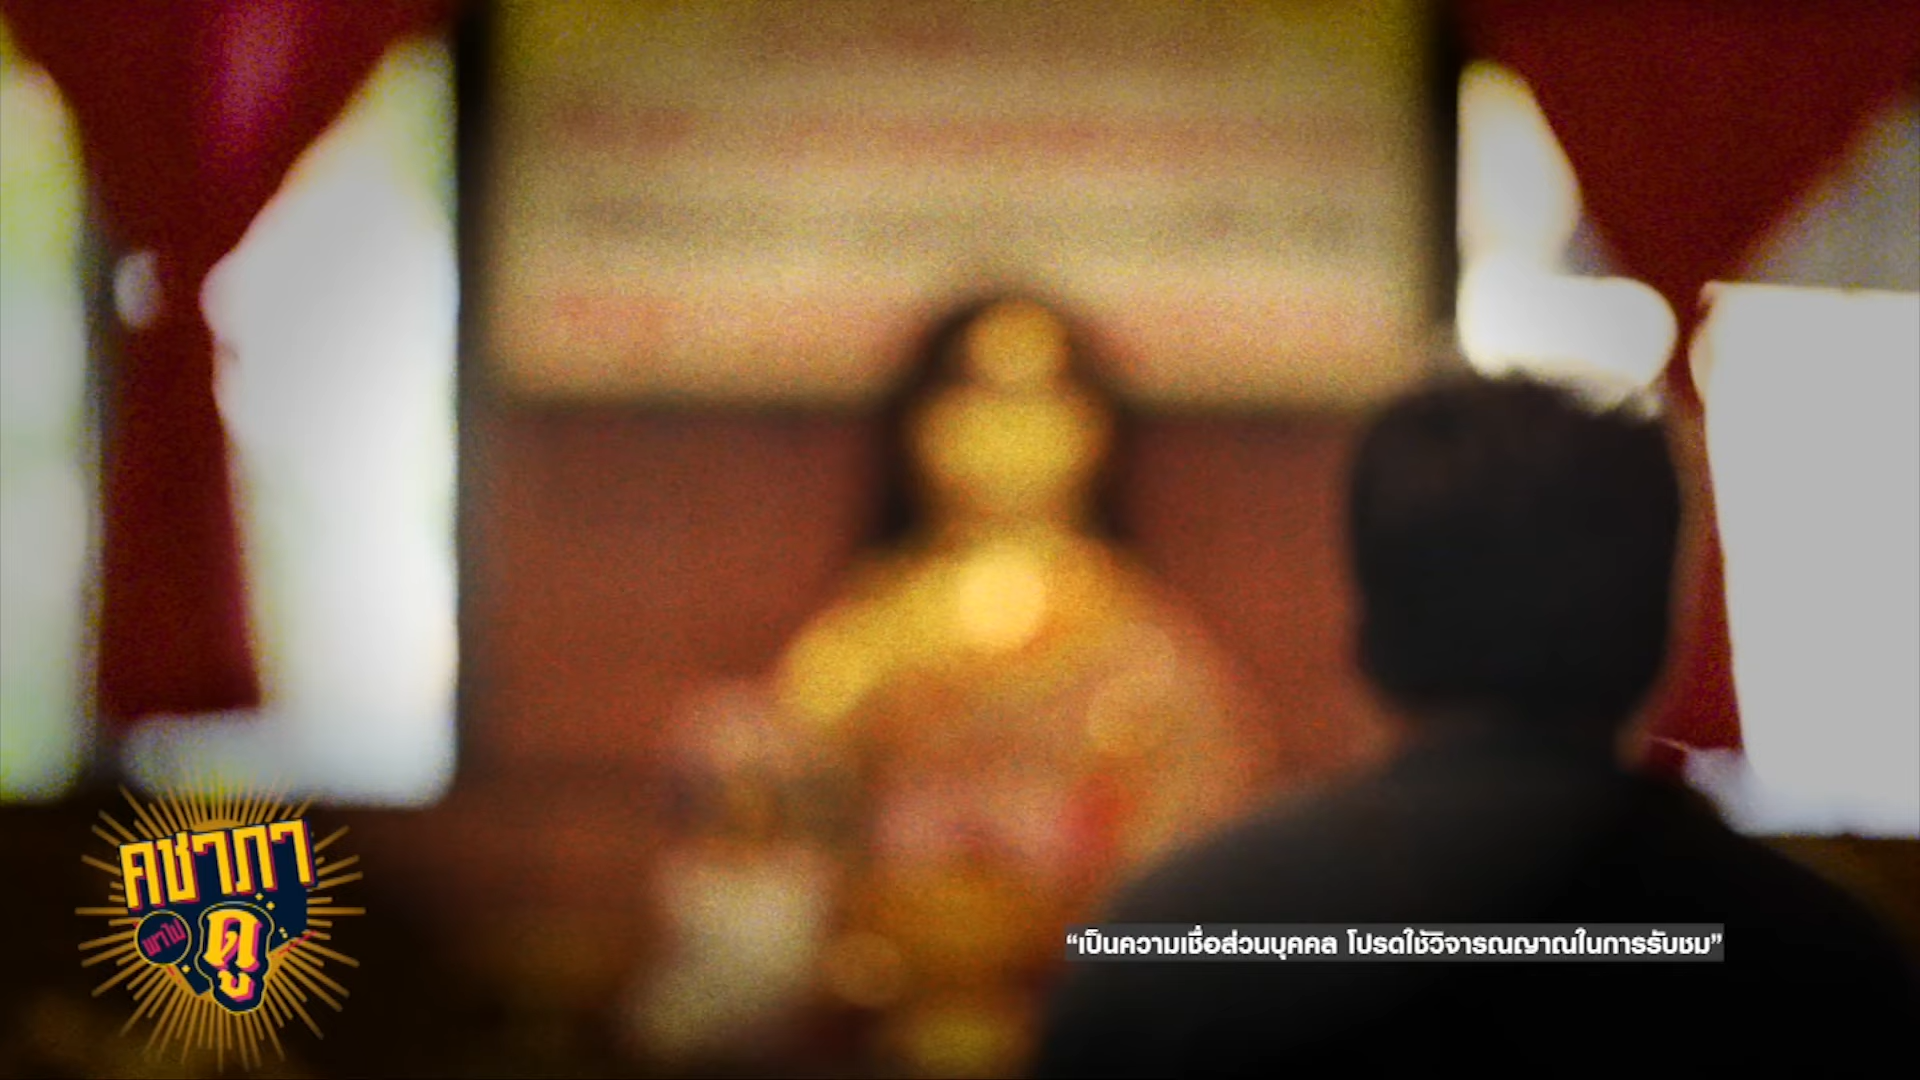 คชาภา
พาไป
ดู
“เป็นความเชื่อส่วนบุคคล โปรดใช้วิจารณญาณในการรับชม”